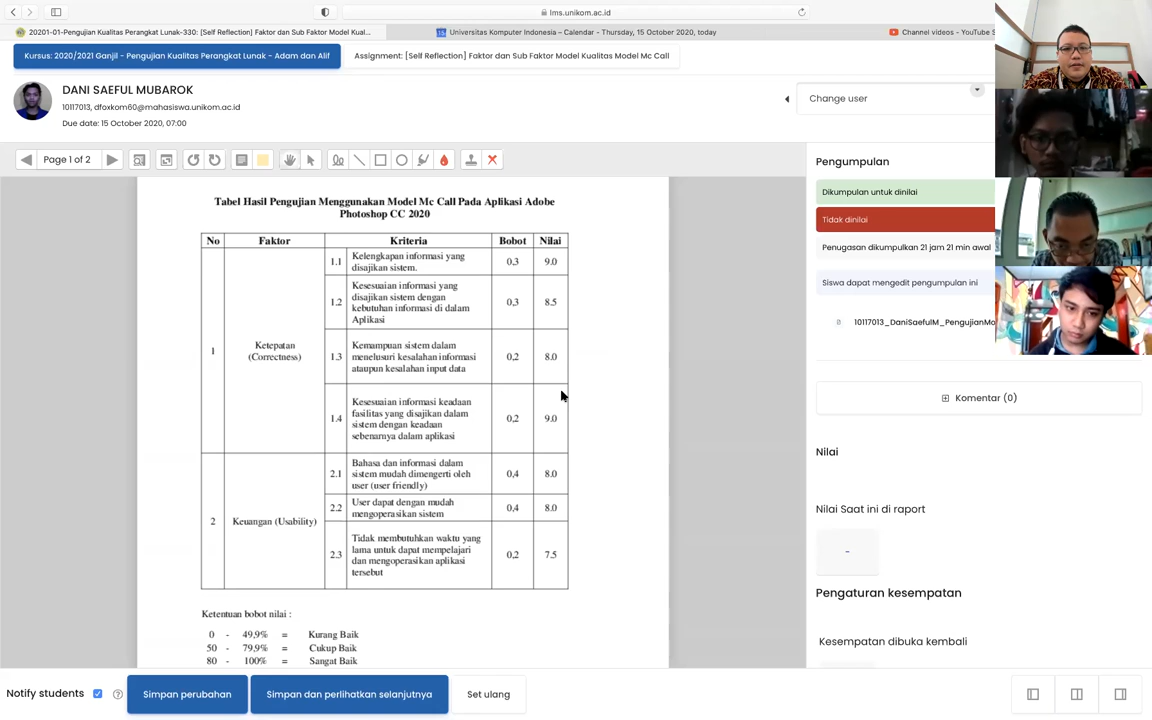 lms.unikom.ac.id
20201-01-Pengujian Kualitas Perangkat Lunak-330: [Self Reflection] Faktor dan Sub Faktor Model Kual...
15 Universitas Komputer Indonesia – Calendar - Thursday, 15 October 2020, today
Channel videos - YouTube S
Kursus: 2020/2021 Ganjil - Pengujian Kualitas Perangkat Lunak - Adam dan Alif
Assignment: [Self Reflection] Faktor dan Sub Faktor Model Kualitas Model Mc Call
DANI SAEFUL MUBAROK
10117013, dfoxkom60@mahasiswa.unikom.ac.id
Due date: 15 October 2020, 07:00
Change user
Page 1 of 2
Tabel Hasil Pengujian Menggunakan Model Mc Call Pada Aplikasi Adobe
Photoshop CC 2020
No Faktor Kriteria Bobot Nilai
1 Ketepatan
(Correctness)
1.1 Kelengkapan informasi yang
disajikan sistem. 0,3 9.0
1.2 Kesesuaian informasi yang
disajikan sistem dengan
kebutuhan informasi di dalam
Aplikasi 0,3 8.5
1.3 Kemampuan sistem dalam
menelusuri kesalahan informasi
ataupun kesalahan input data 0,2 8.0
1.4 Kesesuaian informasi keadaan
fasilitas yang disajikan dalam
sistem dengan keadaan
sebenarnya dalam aplikasi 0,2 9.0
2 Keuangan (Usability)
2.1 Bahasa dan informasi dalam
sistem mudah dimengerti oleh
user (user friendly) 0,4 8.0
2.2 User dapat dengan mudah
mengoperasikan sistem 0,4 8.0
2.3 Tidak membutuhkan waktu yang
lama untuk dapat mempelajari
dan mengoperasikan aplikasi
tersebut 0,2 7.5
Ketentuan bobot nilai :
0 - 49,9% = Kurang Baik
50 - 79,9% = Cukup Baik
80 - 100% = Sangat Baik
Pengumpulan
Dikumpulan untuk dinilai
Tidak dinilai
Penugasan dikumpulkan 21 jam 21 min awal
Siswa dapat mengedit pengumpulan ini
10117013_DaniSaefulM_PengujianMo
Komentar (0)
Nilai
Nilai Saat ini di raport
-
Pengaturan kesempatan
Kesempatan dibuka kembali
Notify students
Simpan perubahan
Simpan dan perlihatkan selanjutnya
Set ulang